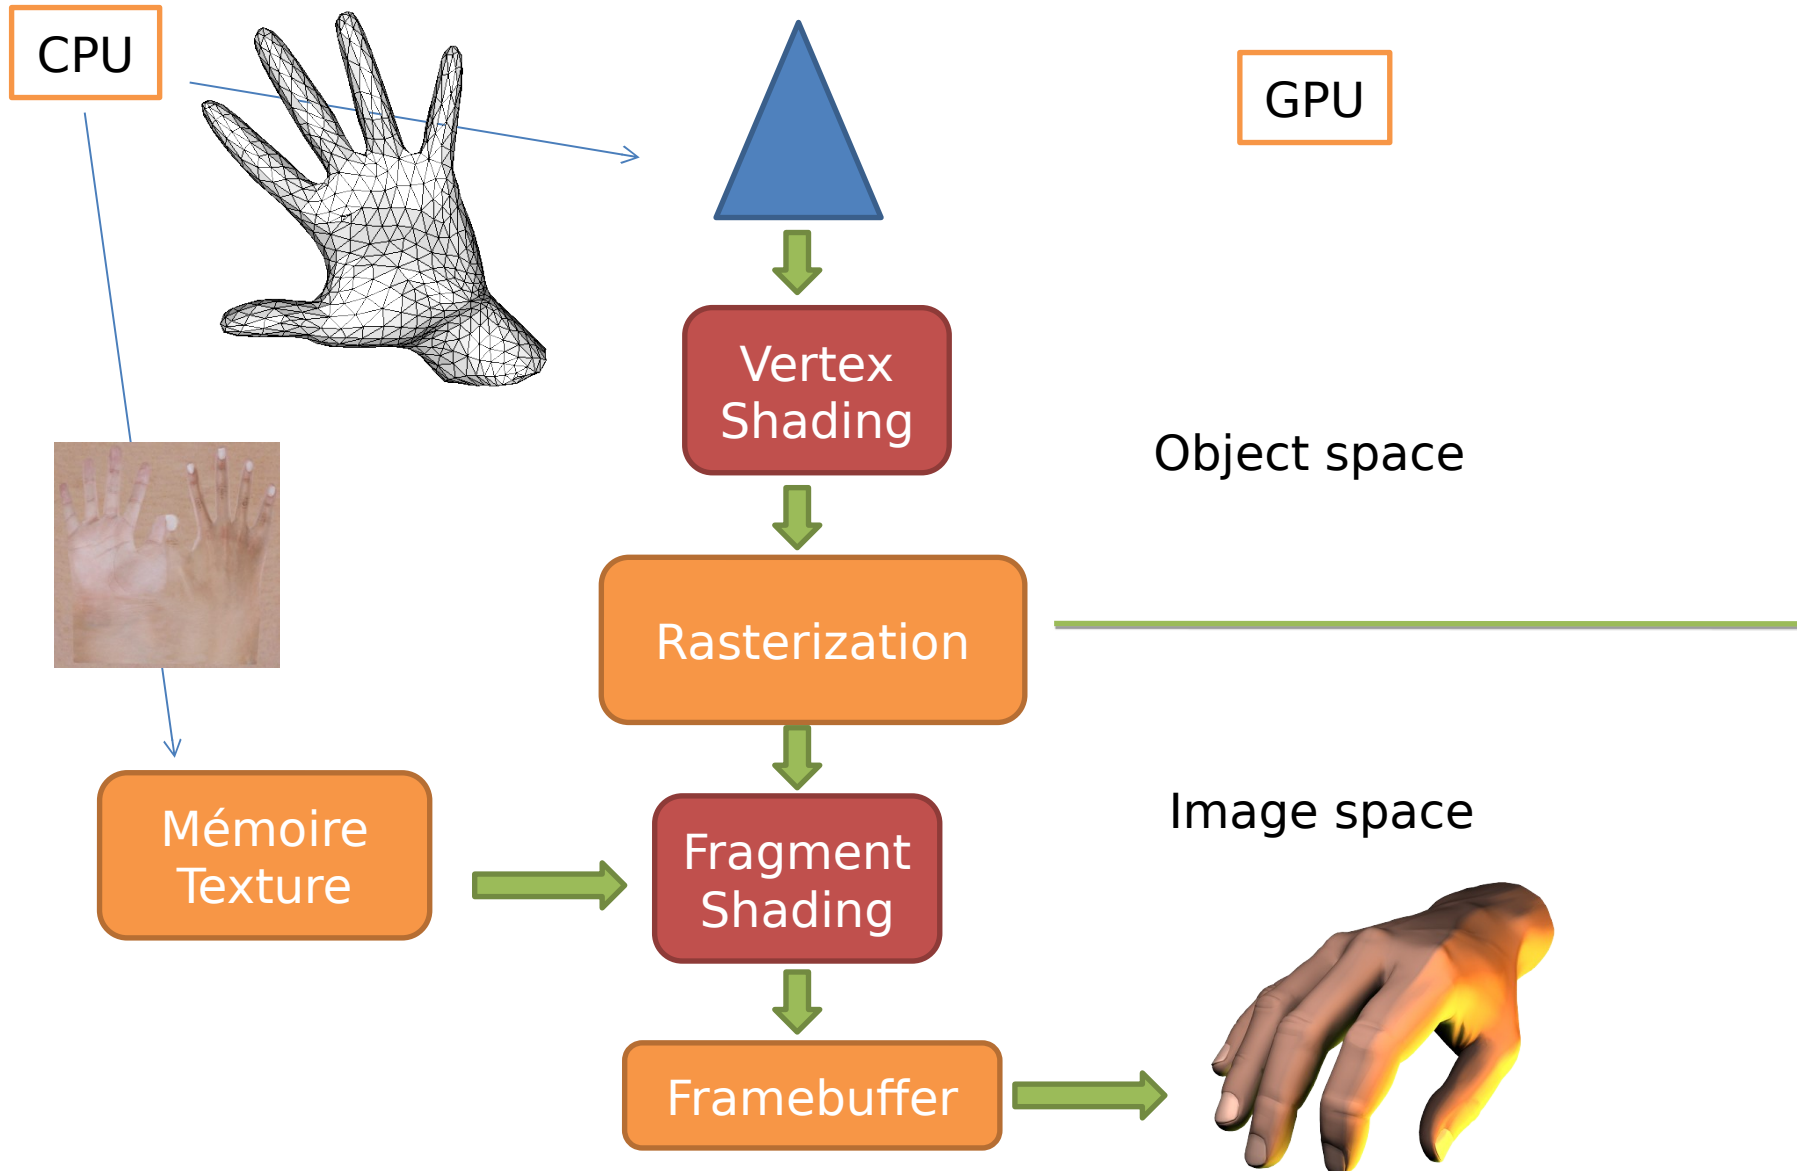 CPU
GPU
Vertex
Shading
Object space
Rasterization
Mémoire
Texture
Fragment
Shading
Image space
Framebuffer